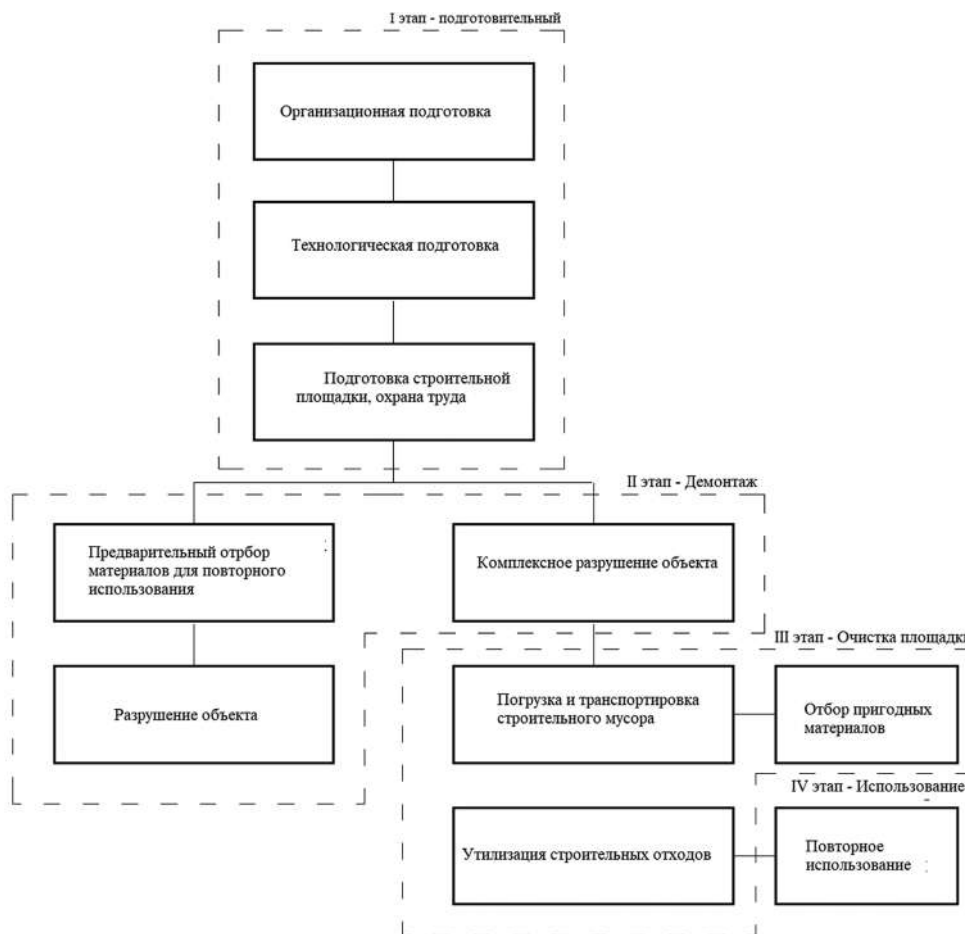 I этап - подготовительный
Организационная подготовка
Технологическая подготовка
Подготовка строительной
площадки, охрана труда
II этап - Демонтаж
Предварительный отрбор
материалов для повторного
использования
Комплексное разрушение объекта
III этап - Очистка площадки
Разрушение объекта
Погрузка и транспортировка
строительного мусора
Отбор пригодных
материалов
IV этап - Использование
Утилизация строительных отходов
Повторное
использование